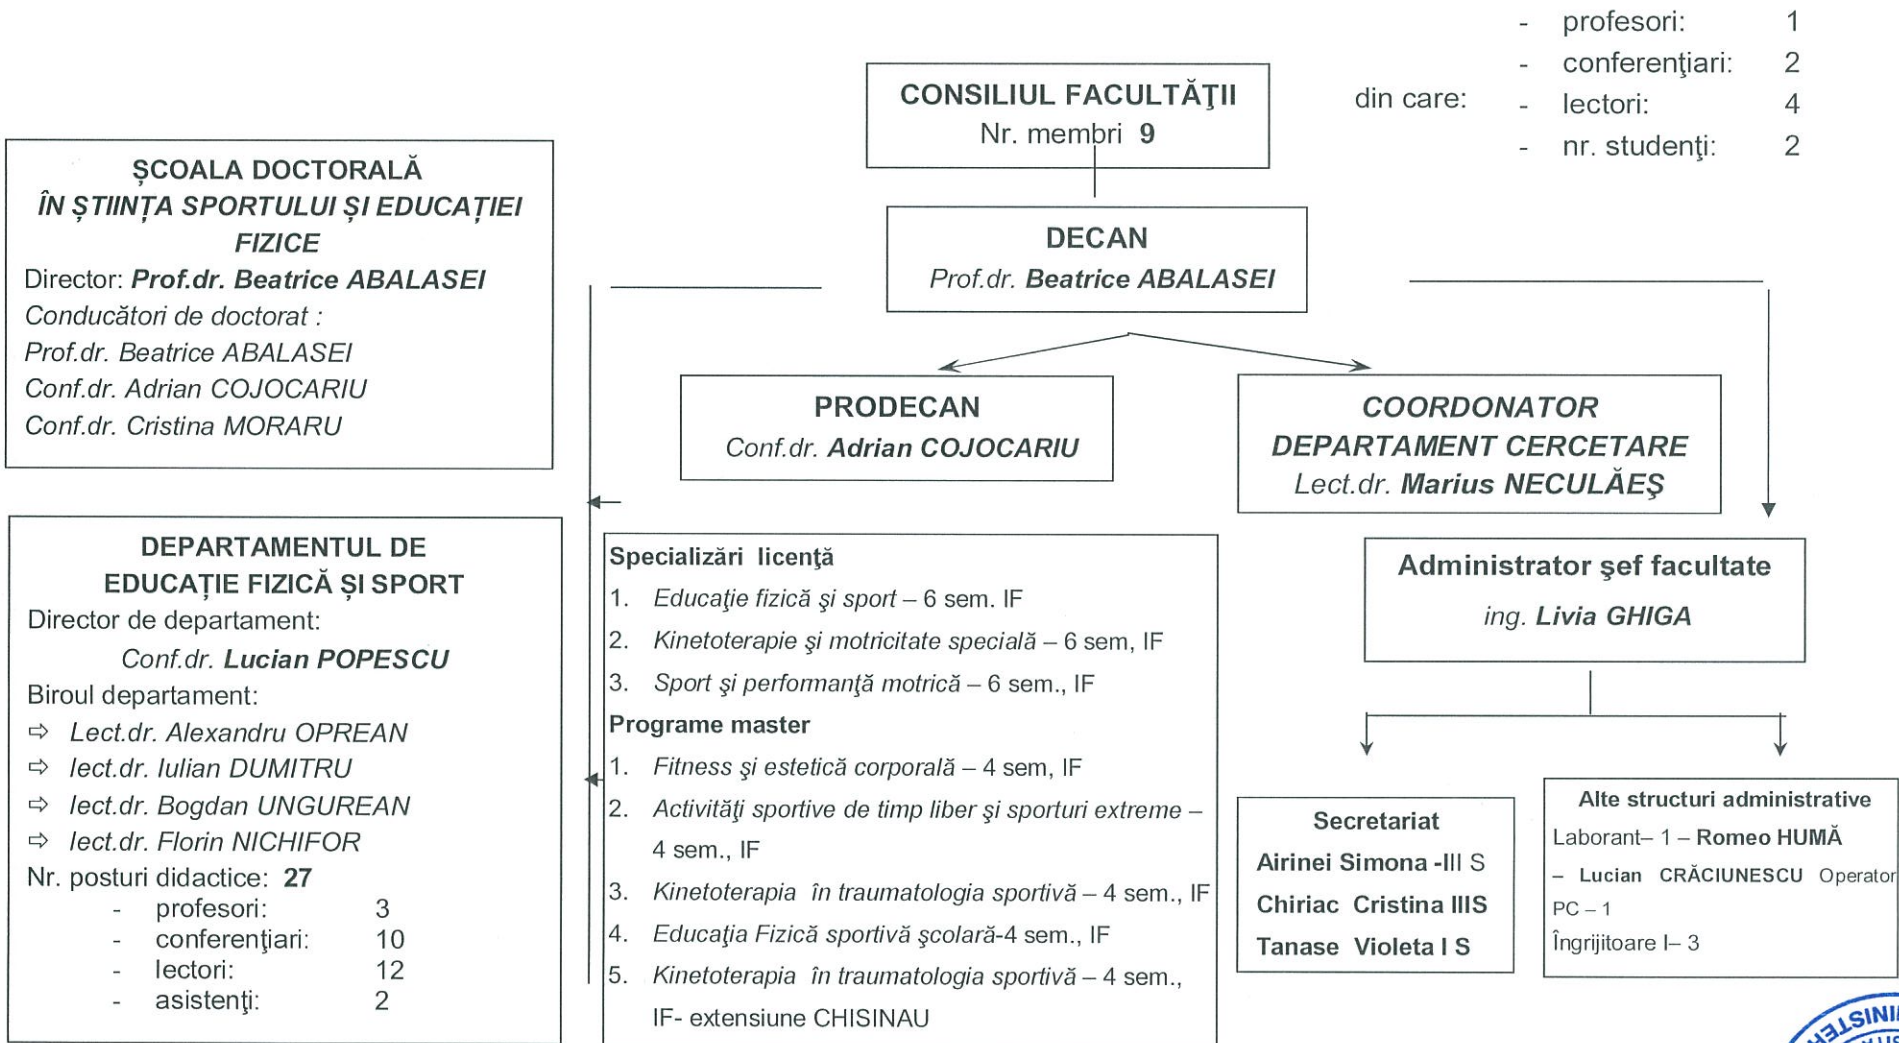 - profesori: 1
- conferenţiari: 2
din care:
- lectori: 4
- nr. studenţi: 2
CONSILIUL FACULTĂŢII
Nr. membri 9
DECAN
Prof.dr. Beatrice ABALASEI
ȘCOALA DOCTORALĂ
ÎN ȘTIINȚA SPORTULUI ȘI EDUCAȚIEI
FIZICE
Director: Prof.dr. Beatrice ABALASEI
Conducători de doctorat :
Prof.dr. Beatrice ABALASEI
Conf.dr. Adrian COJOCARIU
Conf.dr. Cristina MORARU
PRODECAN
Conf.dr. Adrian COJOCARIU
COORDONATOR
DEPARTAMENT CERCETARE
Lect.dr. Marius NECULĂEŞ
DEPARTAMENTUL DE
EDUCAȚIE FIZICĂ ȘI SPORT
Director de departament:
Conf.dr. Lucian POPESCU
Biroul departament:
⇨ Lect.dr. Alexandru OPREAN
⇨ lect.dr. Iulian DUMITRU
⇨ lect.dr. Bogdan UNGUREAN
⇨ lect.dr. Florin NICHIFOR
Nr. posturi didactice: 27
- profesori: 3
- conferenţiari: 10
- lectori: 12
- asistenţi: 2
Specializări licenţă
1. Educaţie fizică şi sport – 6 sem. IF
2. Kinetoterapie şi motricitate specială – 6 sem, IF
3. Sport şi performanţă motrică – 6 sem., IF
Programe master
1. Fitness şi estetică corporală – 4 sem, IF
2. Activităţi sportive de timp liber şi sporturi extreme –
4 sem., IF
3. Kinetoterapia în traumatologia sportivă – 4 sem., IF
4. Educaţia Fizică sportivă şcolară-4 sem., IF
5. Kinetoterapia în traumatologia sportivă – 4 sem.,
IF- extensiune CHISINAU
Administrator şef facultate
ing. Livia GHIGA
Secretariat
Airinei Simona -III S
Chiriac Cristina IIIS
Tanase Violeta I S
Alte structuri administrative
Laborant– 1 – Romeo HUMĂ
– Lucian CRĂCIUNESCU Operator
PC – 1
Îngrijitoare I– 3